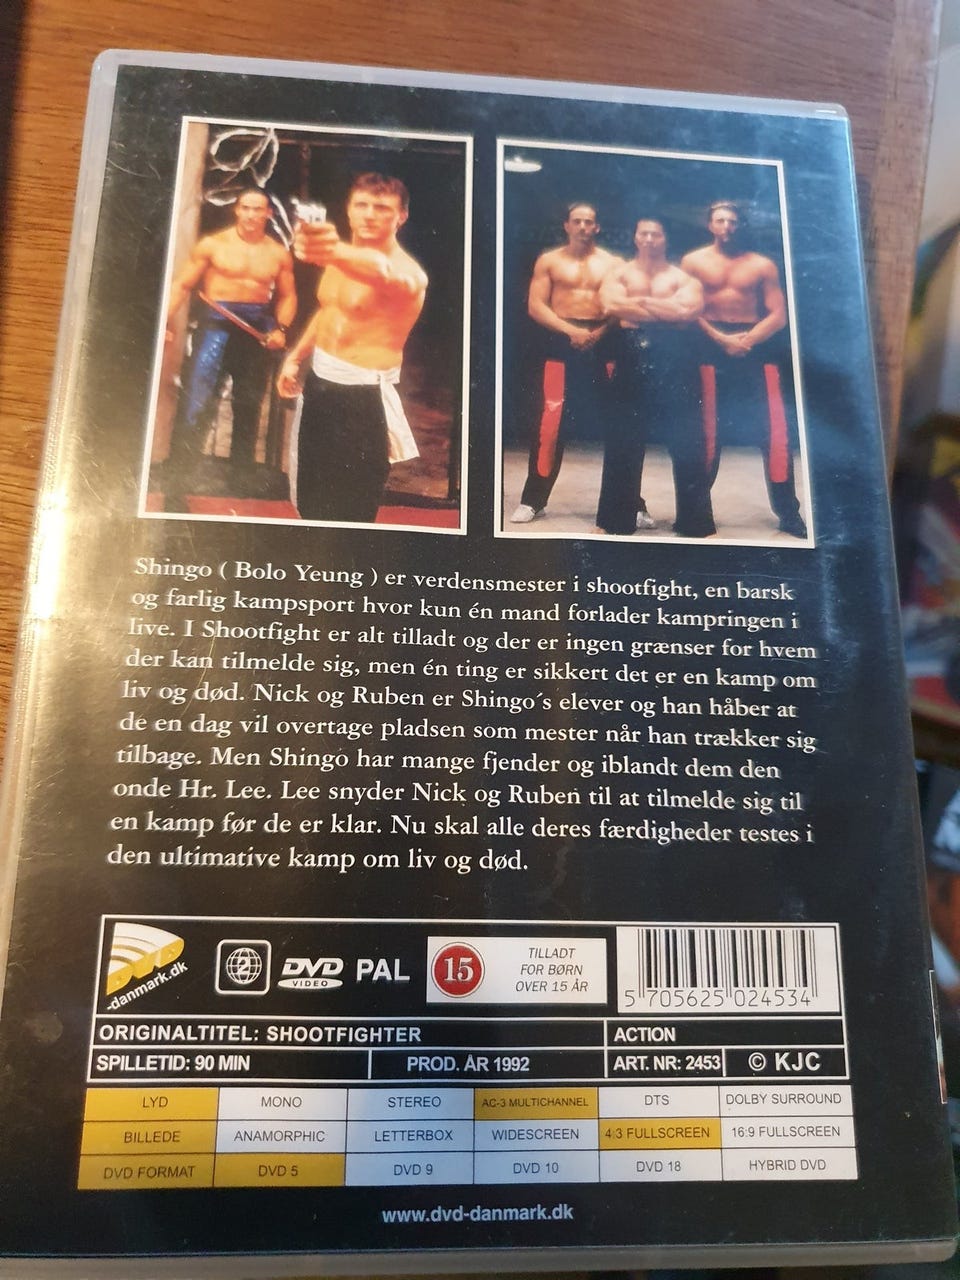 Shingo ( Bolo Yeung ) er verdensmester i shootfight, en barsk
og farlig kampsport hvor kun én mand forlader kampringen i
live. I Shootfight er alt tilladt og der er ingen grænser for hvem
der kan tilmelde sig, men én ting er sikkert det er en kamp om
liv og død. Nick og Ruben er Shingo´s elever og han håber at
de en dag vil overtage pladsen som mester når han trækker sig
tilbage. Men Shingo har mange fjender og iblandt dem den
onde Hr. Lee. Lee snyder Nick og Ruben til at tilmelde sig til
en kamp før de er klar. Nu skal alle deres færdigheder testes i
den ultimative kamp om liv og død.
DVD
-danmark.dk
2
DVD
VIDEO
PAL
15
TILLADT
FOR BØRN
OVER 15 ÅR
5 705625 024534
ORIGINALTITEL: SHOOTFIGHTER ACTION
SPILLETID: 90 MIN PROD. ÅR 1992 ART. NR: 2453 © KJC
LYD MONO STEREO AC-3 MULTICHANNEL DTS DOLBY SURROUND
BILLEDE ANAMORPHIC LETTERBOX WIDESCREEN 4:3 FULLSCREEN 16:9 FULLSCREEN
DVD FORMAT DVD 5 DVD 9 DVD 10 DVD 18 HYBRID DVD
www.dvd-danmark.dk